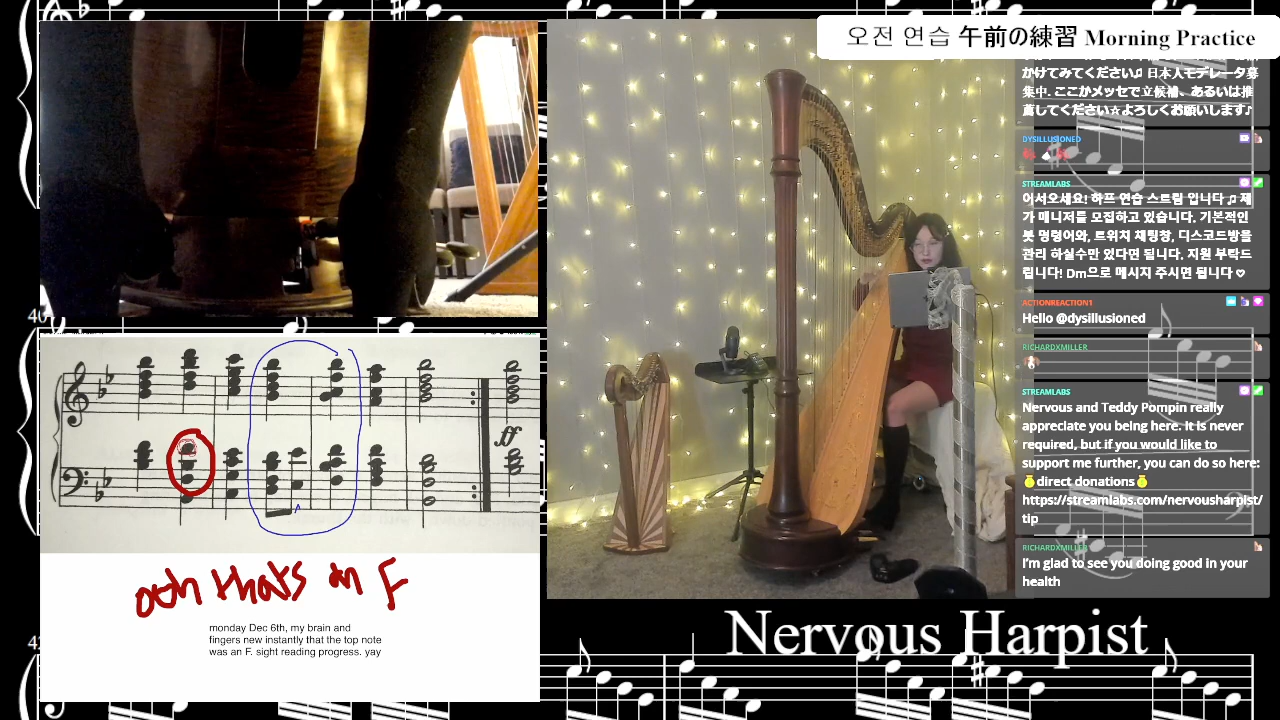 오전 연습 午前の練習 Morning Practice
かけてみてください♫ 日本人モデレータ募
集中. ここかメッセで立候補、あるいは推
薦してください☆よろしくお願いします♪
DYSILLUSIONED
STREAMLABS
어서오세요! 하프 연습 스트림 입니다 ♫ 제
가 매니저를 모집하고 있습니다. 기본적인
봇 명령어와, 트위치 채팅창, 디스코드방를
관리 하실수만 있다면 됩니다. 지원 부탁드
립니다! Dm으로 메시지 주시면 됩니다 ♡
ACTIONREACTION1
Hello @dysillusioned
RICHARDXMILLER
STREAMLABS
Nervous and Teddy Pompin really
appreciate you being here. It is never
required, but if you would like to
support me further, you can do so here:
💰direct donations💰
https://streamlabs.com/nervousharpist/
tip
RICHARDXMILLER
I'm glad to see you doing good in your
health
40
ff
ooh thats an F
monday Dec 6th, my brain and
fingers new instantly that the top note
was an F. sight reading progress. yay
Nervous Harpist